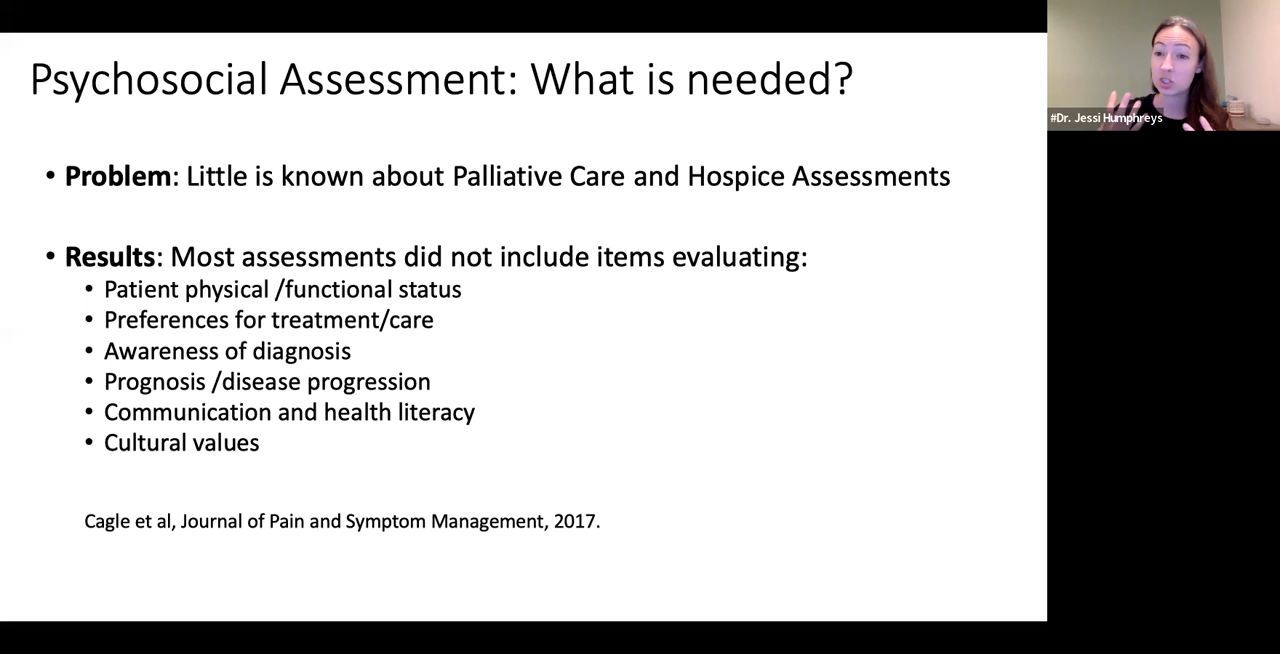 Psychosocial Assessment: What is needed?
#Dr. Jessi Humphreys
• Problem: Little is known about Palliative Care and Hospice Assessments
• Results: Most assessments did not include items evaluating:
• Patient physical /functional status
• Preferences for treatment/care
• Awareness of diagnosis
• Prognosis /disease progression
• Communication and health literacy
• Cultural values
Cagle et al, Journal of Pain and Symptom Management, 2017.